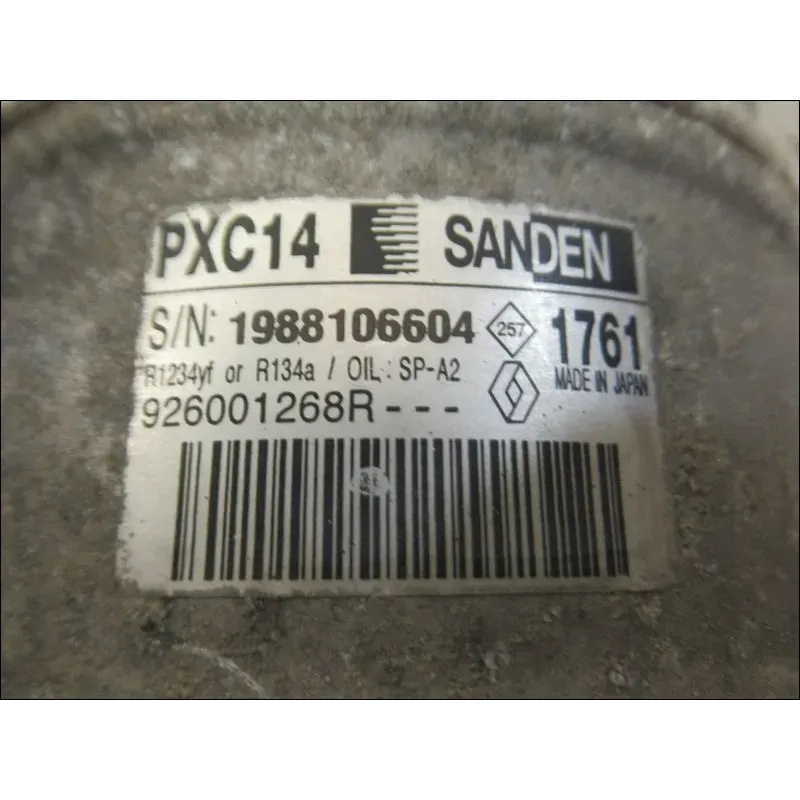 PXC14 SANDEN
S/N: 1988106604 257 1761
R1234yf or R134a / OIL: SP-A2 MADE IN JAPAN
926001268R---